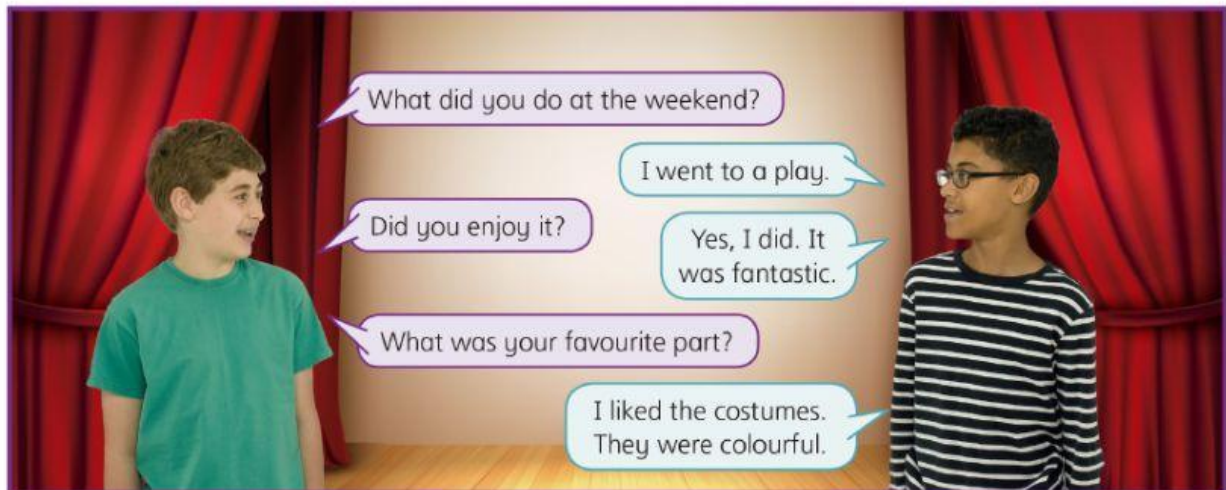 What did you do at the weekend?
I went to a play.
Did you enjoy it?
Yes, I did. It
was fantastic.
What was your favourite part?
I liked the costumes.
They were colourful.